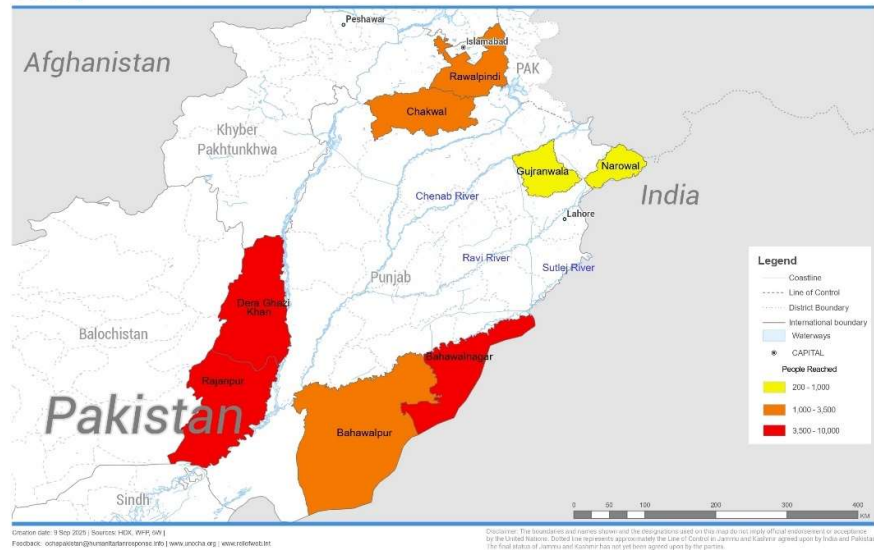 Peshawar
Islamabad
Afghanistan
PAK
Rawalpindi
Chakwal
Khyber
Pakhtunkhwa
Gujranwala
Narowal
India
Chenab River
Lahore
Ravi River
Sutlej River
Punjab
Dera Ghazi
Khan
Balochistan
Bahawalnagar
Rajanpur
Pakistan
Bahawalpur
Sindh
Legend
Coastline
Line of Control
District Boundary
International boundary
Waterways
CAPITAL
People Reached
200 - 1,000
1,000 - 3,500
3,500 - 10,000
0 50 100 200 300 400
KM
Creation date: 9 Sep 2025 | Sources: HDX, WFP, 6W |
Feedback: ochapakistan@humanitarianresponse.info | www.unocha.org | www.reliefweb.int
Disclaimer: The boundaries and names shown and the designations used on this map do not imply official endorsement or acceptance
by the United Nations. Dotted line represents approximately the Line of Control in Jammu and Kashmir agreed upon by India and Pakistan.
The final status of Jammu and Kashmir has not yet been agreed upon by the parties.